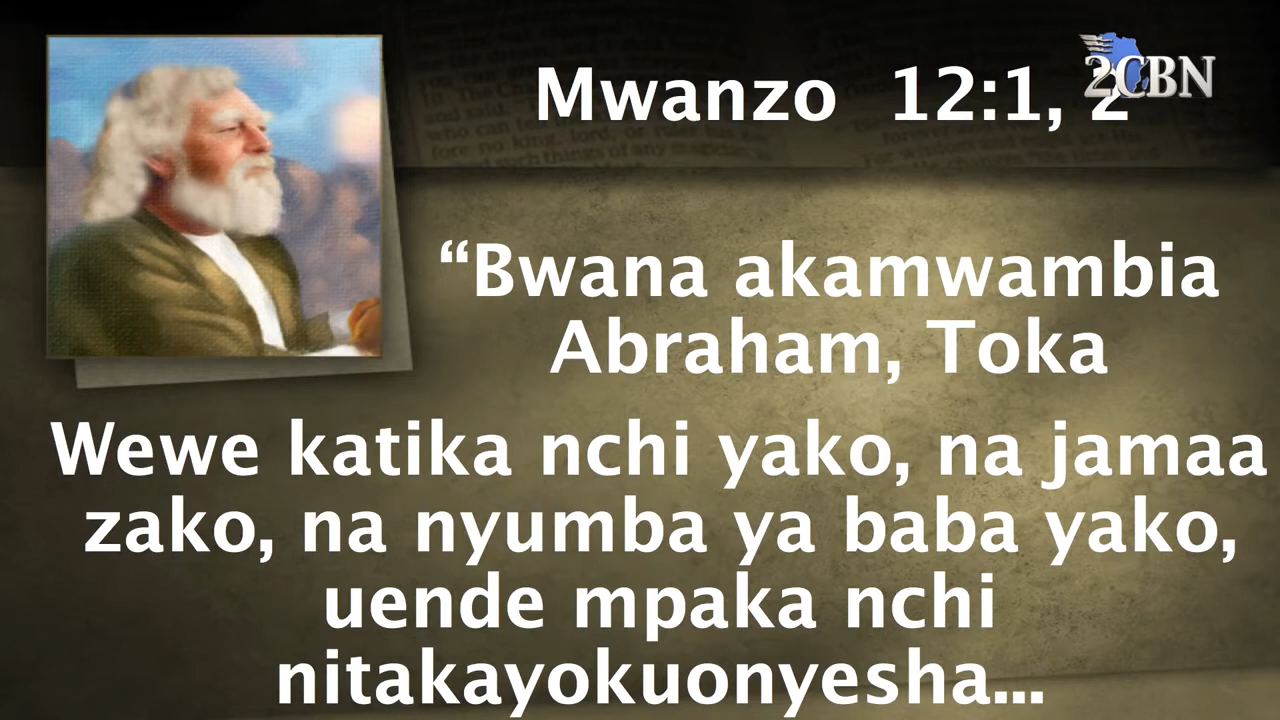 Mwanzo 12:1, 2
2CBN
“Bwana akamwambia
Abraham, Toka
Wewe katika nchi yako, na jamaa
zako, na nyumba ya baba yako,
uende mpaka nchi
nitakayokuonyesha...